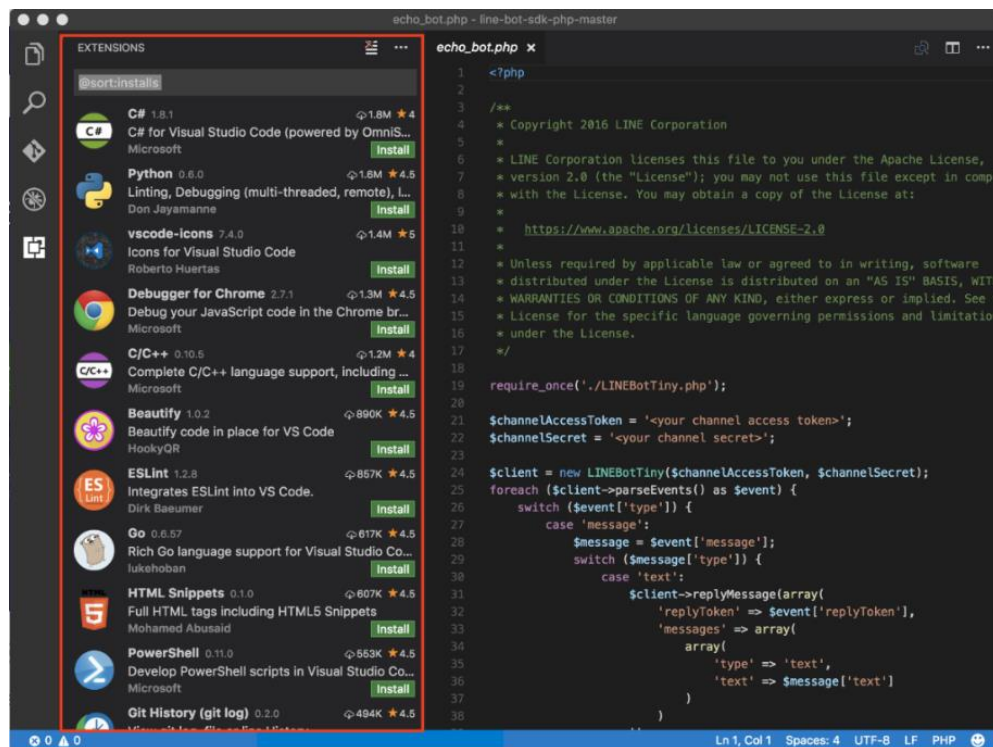 echo_bot.php - line-bot-sdk-php-master
EXTENSIONS
@sort:installs
C# 1.8.1 1.8M ★4
C# for Visual Studio Code (powered by OmniS...
Microsoft Install
Python 0.6.0 1.6M ★4.5
Linting, Debugging (multi-threaded, remote), I...
Don Jayamanne Install
vscode-icons 7.4.0 1.4M ★5
Icons for Visual Studio Code
Roberto Huertas Install
Debugger for Chrome 2.7.1 1.3M ★4.5
Debug your JavaScript code in the Chrome br...
Microsoft Install
C/C++ 0.10.5 1.2M ★4
Complete C/C++ language support, including ...
Microsoft Install
Beautify 1.0.2 890K ★4.5
Beautify code in place for VS Code
HookyQR Install
ESLint 1.2.8 857K ★4.5
Integrates ESLint into VS Code.
Dirk Baeumer Install
Go 0.6.57 617K ★4.5
Rich Go language support for Visual Studio Co...
lukehoban Install
HTML Snippets 0.1.0 607K ★4.5
Full HTML tags including HTML5 Snippets
Mohamed Abusaid Install
PowerShell 0.11.0 553K ★4.5
Develop PowerShell scripts in Visual Studio Co...
Microsoft Install
Git History (git log) 0.2.0 494K ★4.5
C#
C/C++
ES
Lint
HTML
5
echo_bot.php ×
1 <?php
2
3 /**
4 * Copyright 2016 LINE Corporation
5 *
6 * LINE Corporation licenses this file to you under the Apache License,
7 * version 2.0 (the "License"); you may not use this file except in comp
8 * with the License. You may obtain a copy of the License at:
9 *
10 * https://www.apache.org/licenses/LICENSE-2.0
11 *
12 * Unless required by applicable law or agreed to in writing, software
13 * distributed under the License is distributed on an "AS IS" BASIS, WIT
14 * WARRANTIES OR CONDITIONS OF ANY KIND, either express or implied. See
15 * License for the specific language governing permissions and limitatio
16 * under the License.
17 */
18
19 require_once('./LINEBotTiny.php');
20
21 $channelAccessToken = '<your channel access token>';
22 $channelSecret = '<your channel secret>';
23
24 $client = new LINEBotTiny($channelAccessToken, $channelSecret);
25 foreach ($client->parseEvents() as $event) {
26 switch ($event['type']) {
27 case 'message':
28 $message = $event['message'];
29 switch ($message['type']) {
30 case 'text':
31 $client->replyMessage(array(
32 'replyToken' => $event['replyToken'],
33 'messages' => array(
34 array(
35 'type' => 'text',
36 'text' => $message['text']
37 )
38 )
0 0
Ln 1, Col 1 Spaces: 4 UTF-8 LF PHP